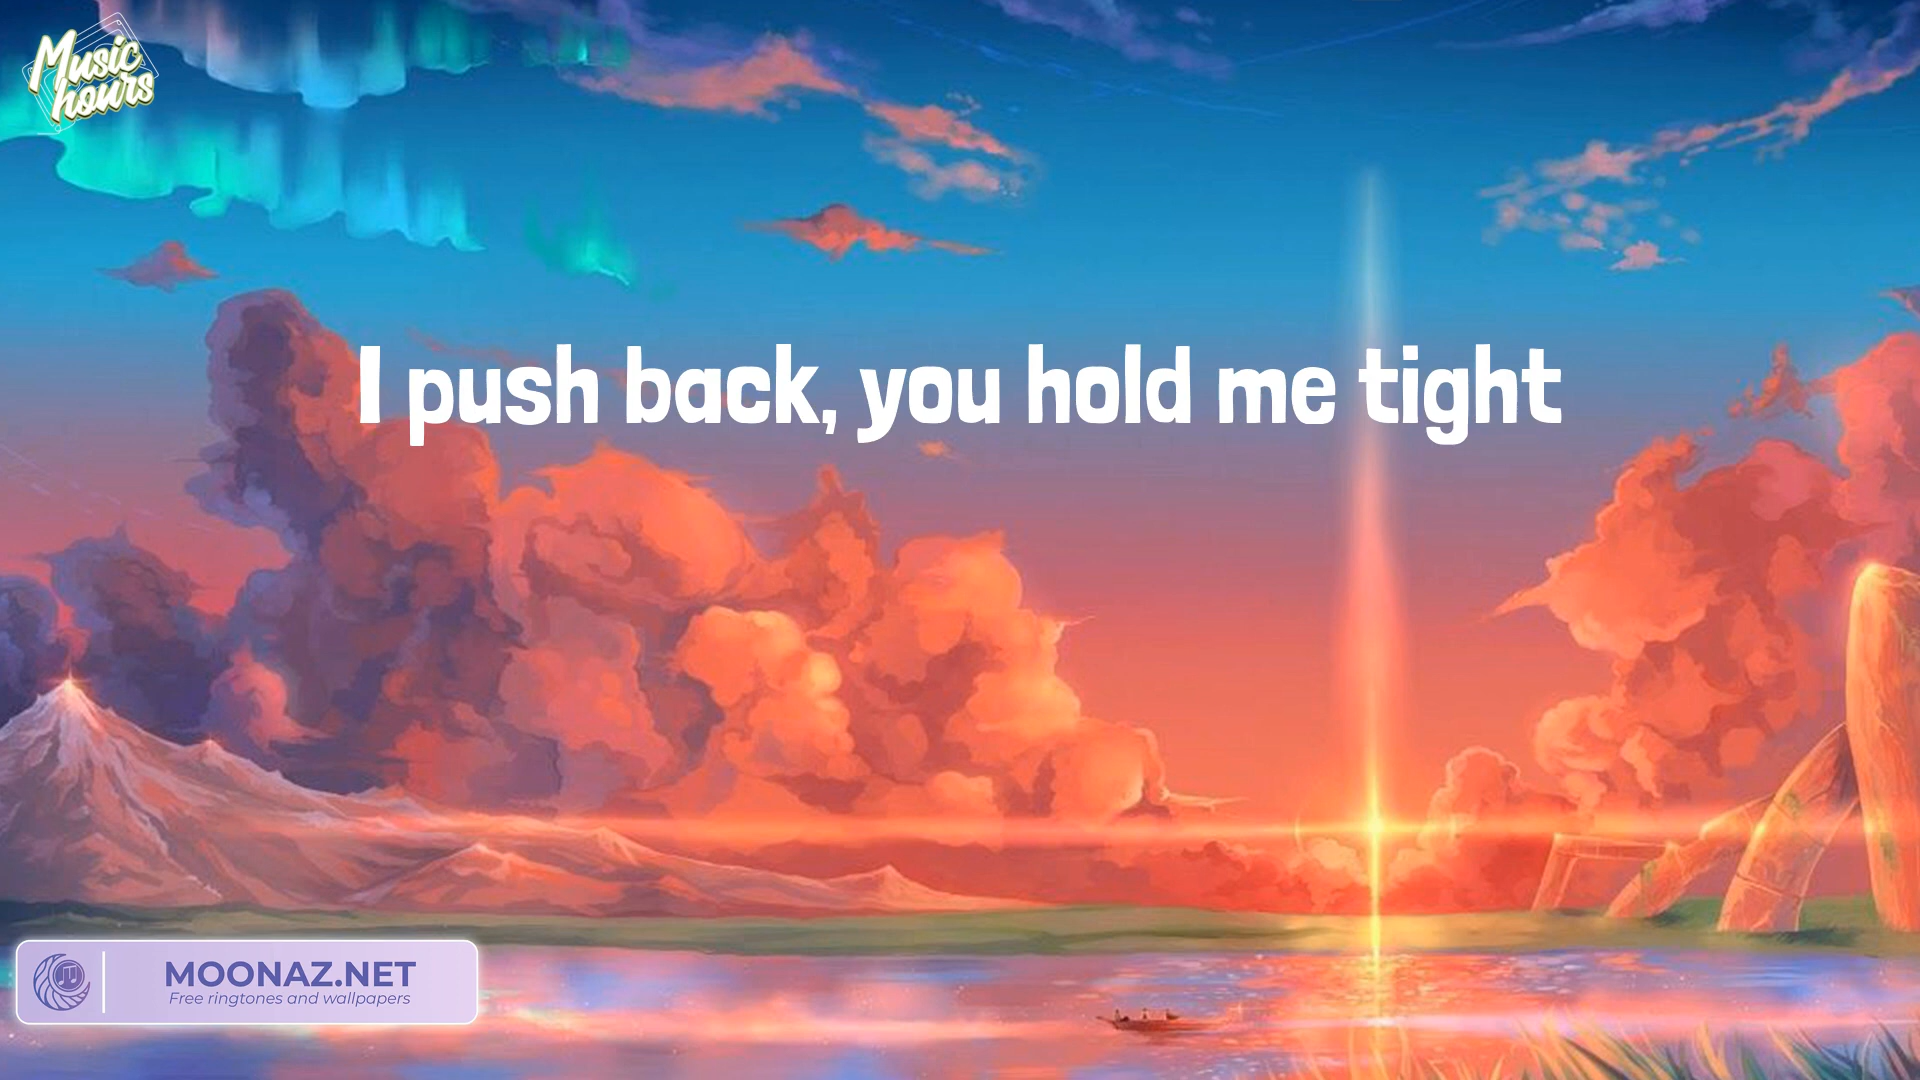 Music
hours
I push back, you hold me tight
MOONAZ.NET
Free ringtones and wallpapers